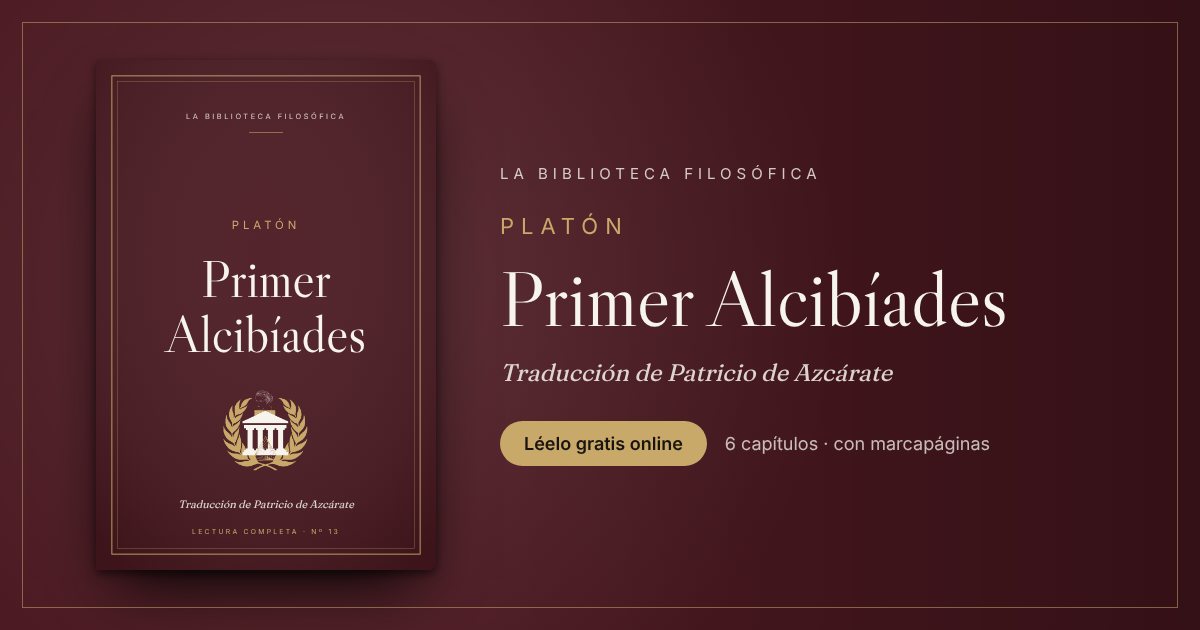 LA BIBLIOTECA FILOSÓFICA
PLATÓN
Primer
Alcibíades
Traducción de Patricio de Azcárate
LECTURA COMPLETA · Nº 13
LA BIBLIOTECA FILOSÓFICA
PLATÓN
Primer Alcibíades
Traducción de Patricio de Azcárate
Léelo gratis online
6 capítulos · con marcapáginas